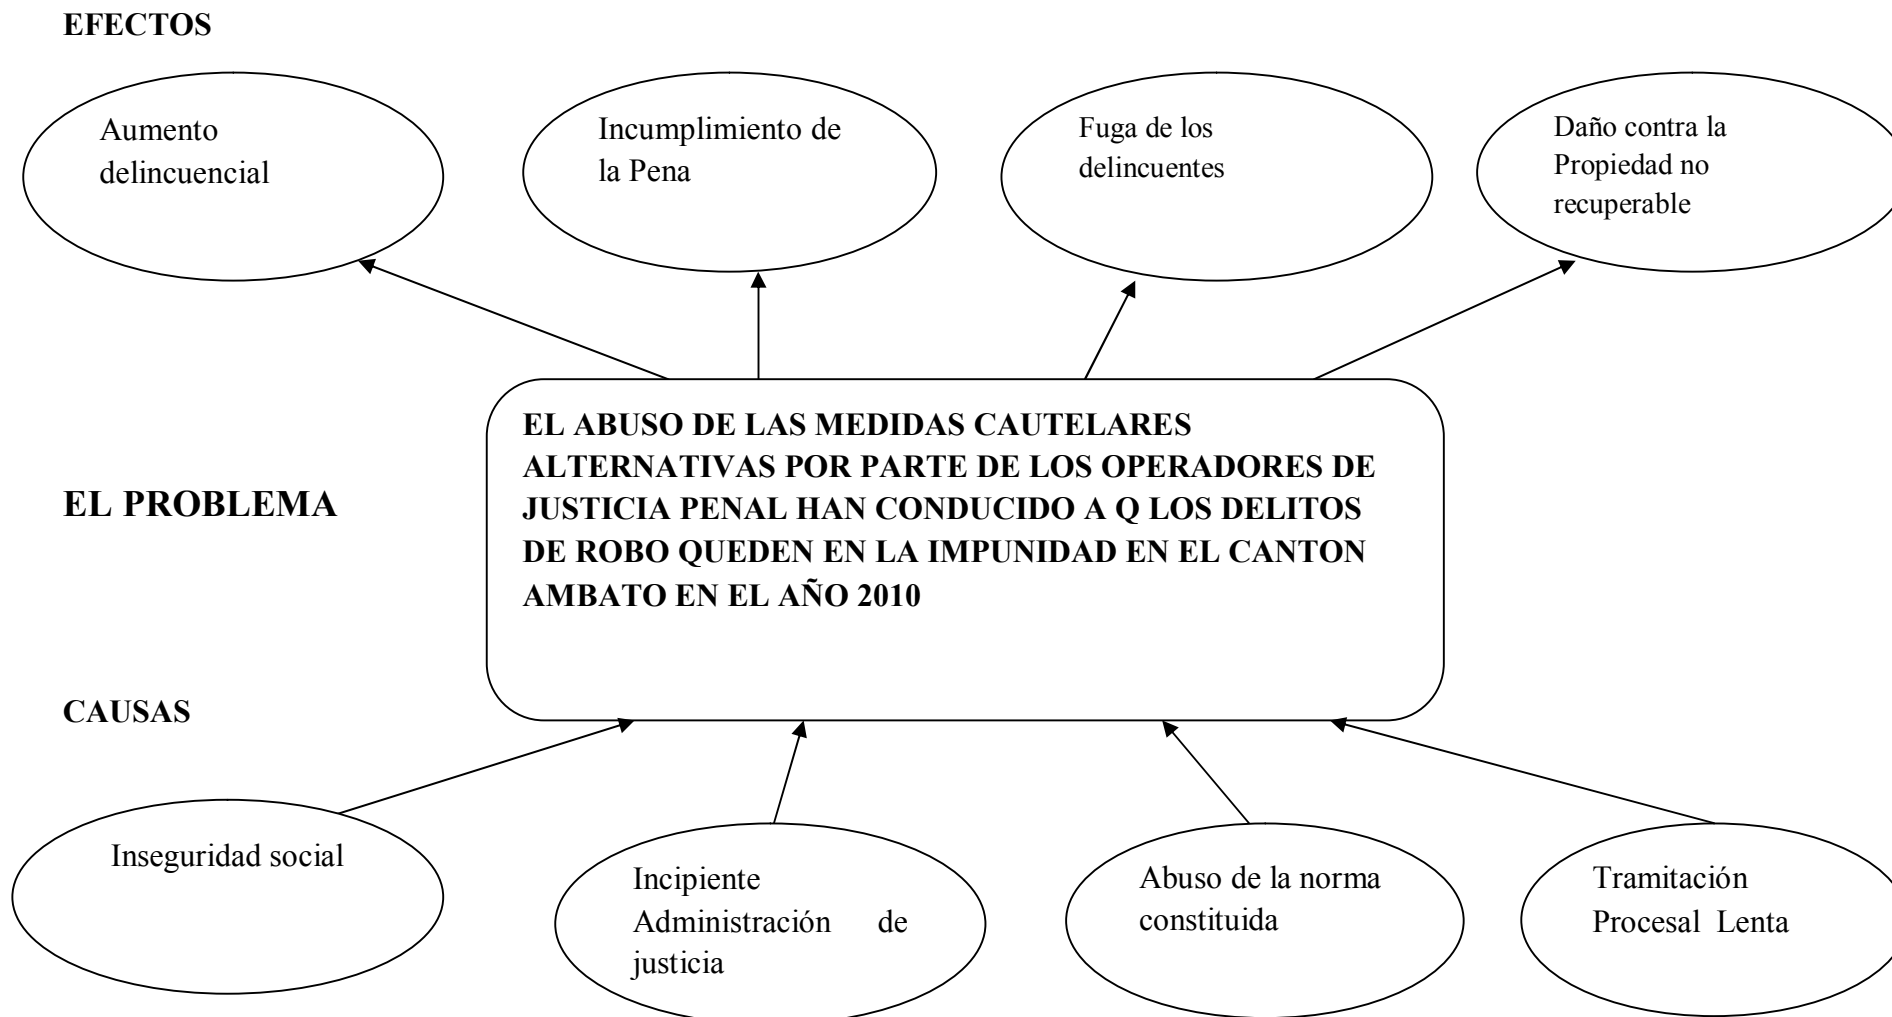 EFECTOS
Aumento
delincuencial
Incumplimiento de
la Pena
Fuga de los
delincuentes
Daño contra la
Propiedad no
recuperable
EL PROBLEMA
EL ABUSO DE LAS MEDIDAS CAUTELARES
ALTERNATIVAS POR PARTE DE LOS OPERADORES DE
JUSTICIA PENAL HAN CONDUCIDO A Q LOS DELITOS
DE ROBO QUEDEN EN LA IMPUNIDAD EN EL CANTON
AMBATO EN EL AÑO 2010
CAUSAS
Inseguridad social
Incipiente
Administración de
justicia
Abuso de la norma
constituida
Tramitación
Procesal Lenta